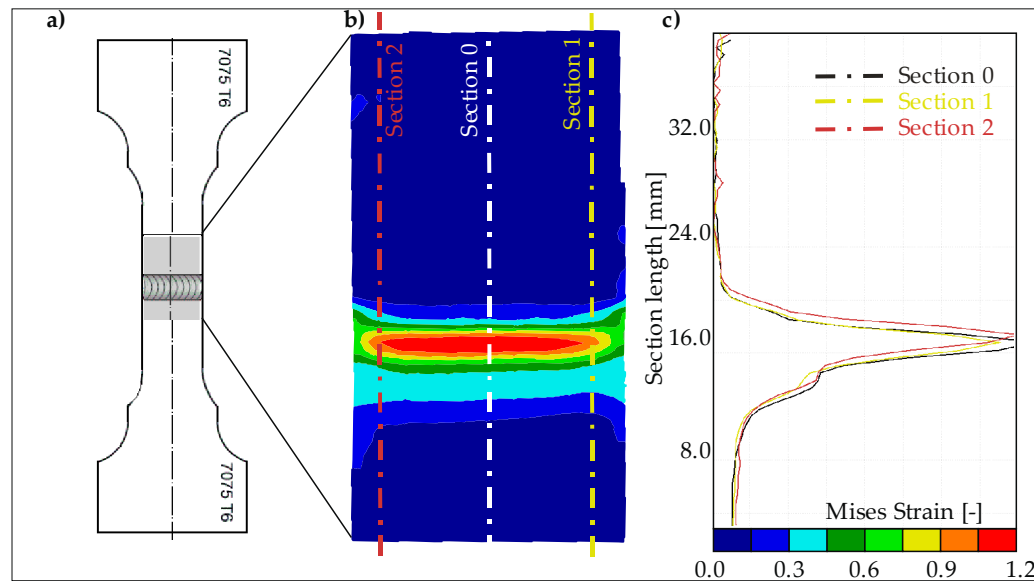 a)
7075 T6
7075 T6
b)
Section 2
Section 0
Section 1
c)
Section 0
Section 1
Section 2
Section length [mm]
32.0
24.0
16.0
8.0
Mises Strain [-]
0.0 0.3 0.6 0.9 1.2